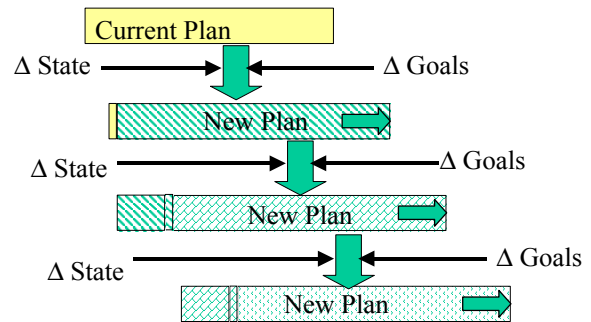 Current Plan
Δ State
Δ Goals
New Plan
Δ State
Δ Goals
New Plan
Δ State
Δ Goals
New Plan